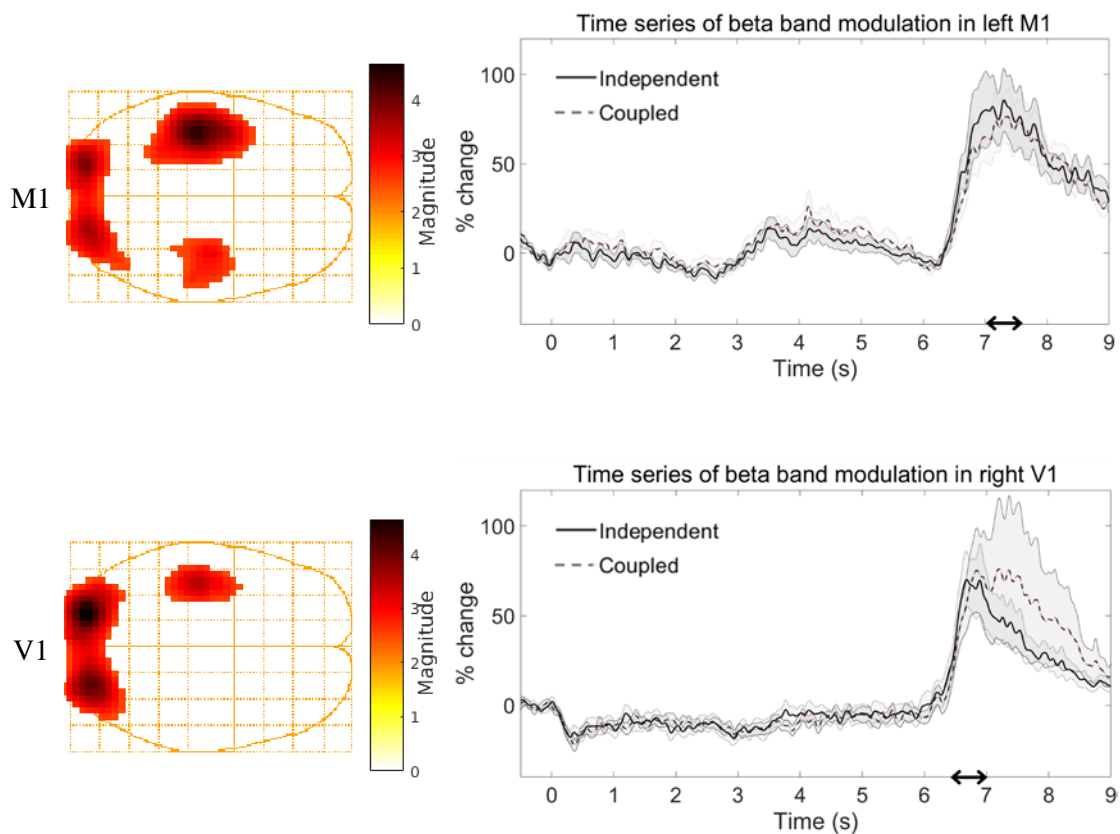 Time series of beta band modulation in left M1
M1
4
3
2
1
0
Magnitude
100
50
0
% change
Independent
Coupled
0 1 2 3 4 5 6 7 8 9
Time (s)
Time series of beta band modulation in right V1
V1
4
3
2
1
0
Magnitude
100
50
0
% change
Independent
Coupled
0 1 2 3 4 5 6 7 8 9
Time (s)